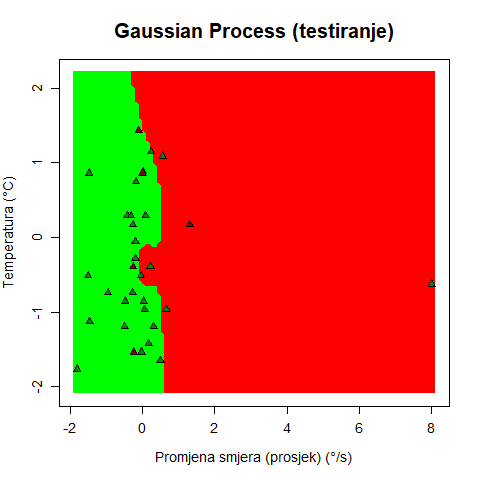 Gaussian Process (testiranje)
Temperatura (°C)
2
1
0
-1
-2
-2 0 2 4 6 8
Promjena smjera (prosjek) (°/s)